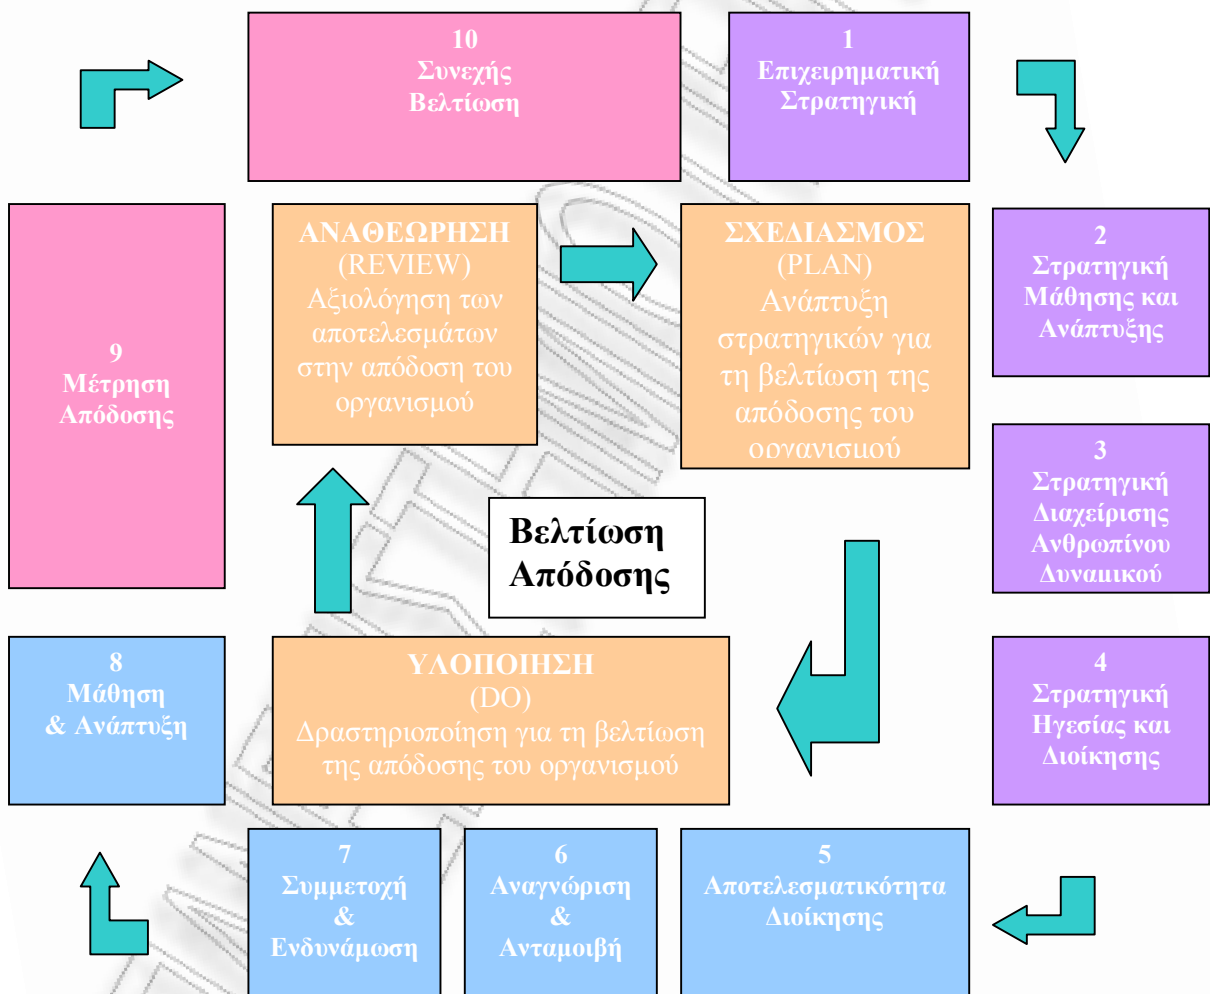 10
Συνεχής
Βελτίωση
1
Επιχειρηματική
Στρατηγική
ΑΝΑΘΕΩΡΗΣΗ
(REVIEW)
Αξιολόγηση των
αποτελεσμάτων
στην απόδοση του
οργανισμού
ΣΧΕΔΙΑΣΜΟΣ
(PLAN)
Ανάπτυξη
στρατηγικών για
τη βελτίωση της
απόδοσης του
οργανισμού
2
Στρατηγική
Μάθησης και
Ανάπτυξης
9
Μέτρηση
Απόδοσης
3
Στρατηγική
Διαχείρισης
Ανθρωπίνου
Δυναμικού
Βελτίωση
Απόδοσης
8
Μάθηση
& Ανάπτυξη
ΥΛΟΠΟΙΗΣΗ
(DO)
Δραστηριοποίηση για τη βελτίωση
της απόδοσης του οργανισμού
4
Στρατηγική
Ηγεσίας και
Διοίκησης
7
Συμμετοχή
&
Ενδυνάμωση
6
Αναγνώριση
&
Ανταμοιβή
5
Αποτελεσματικότητα
Διοίκησης